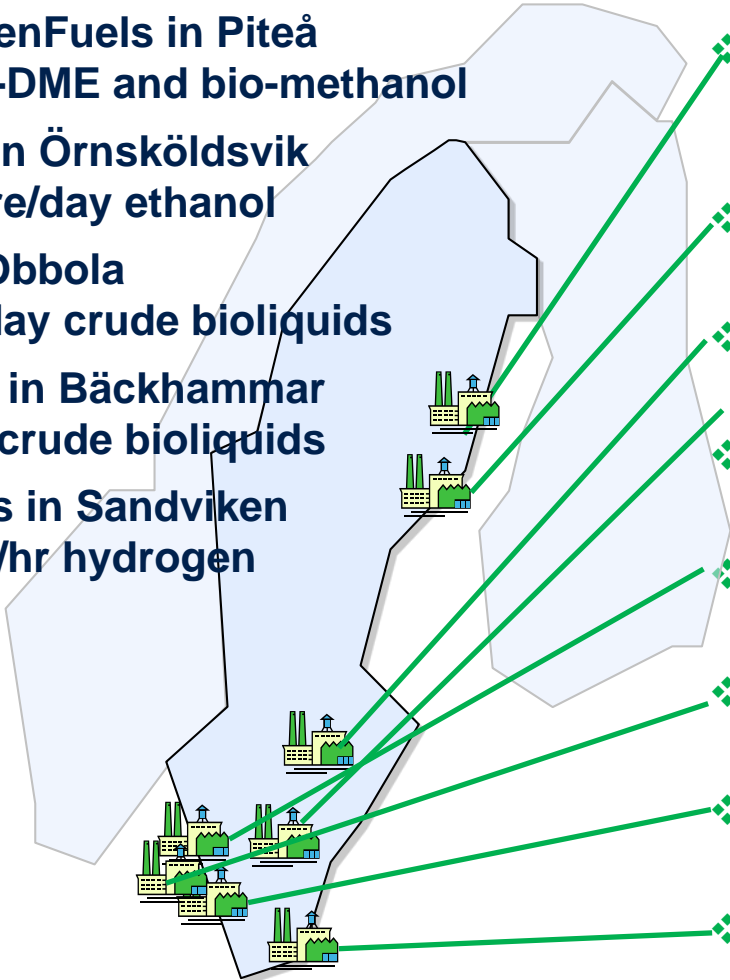 enFuels in Piteå
-DME and bio-methanol
n Örnsköldsvik
re/day ethanol
Obbola
lay crude bioliquids
in Bäckhammar
crude bioliquids
s in Sandviken
/hr hydrogen